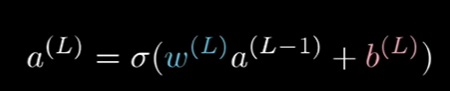 a^{(L)} = σ(w^{(L)}a^{(L−1)} + b^{(L)})